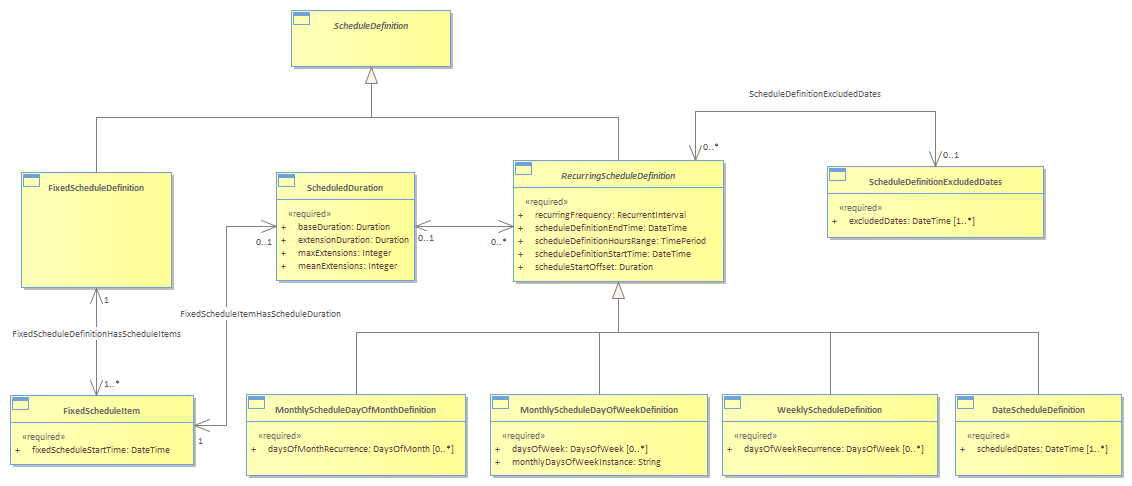 ScheduleDefinition
ScheduleDefinitionExcludedDates
0..*
0..1
FixedScheduleDefinition
1
ScheduledDuration
«required»
+ baseDuration: Duration
+ extensionDuration: Duration
+ maxExtensions: Integer
+ meanExtensions: Integer
0..1
0..1
0..*
RecurringScheduleDefinition
«required»
+ recurringFrequency: RecurrentInterval
+ scheduleDefinitionEndTime: DateTime
+ scheduleDefinitionHoursRange: TimePeriod
+ scheduleDefinitionStartTime: DateTime
+ scheduleStartOffset: Duration
ScheduleDefinitionExcludedDates
«required»
+ excludedDates: DateTime [1..*]
FixedScheduleItemHasScheduleDuration
FixedScheduleDefinitionHasScheduleItems
1..*
1
FixedScheduleItem
«required»
+ fixedScheduleStartTime: DateTime
MonthlyScheduleDayOfMonthDefinition
«required»
+ daysOfMonthRecurrence: DaysOfMonth [0..*]
MonthlyScheduleDayOfWeekDefinition
«required»
+ daysOfWeek: DaysOfWeek [0..*]
+ monthlyDaysOfWeekInstance: String
WeeklyScheduleDefinition
«required»
+ daysOfWeekRecurrence: DaysOfWeek [0..*]
DateScheduleDefinition
«required»
+ scheduledDates: DateTime [1..*]